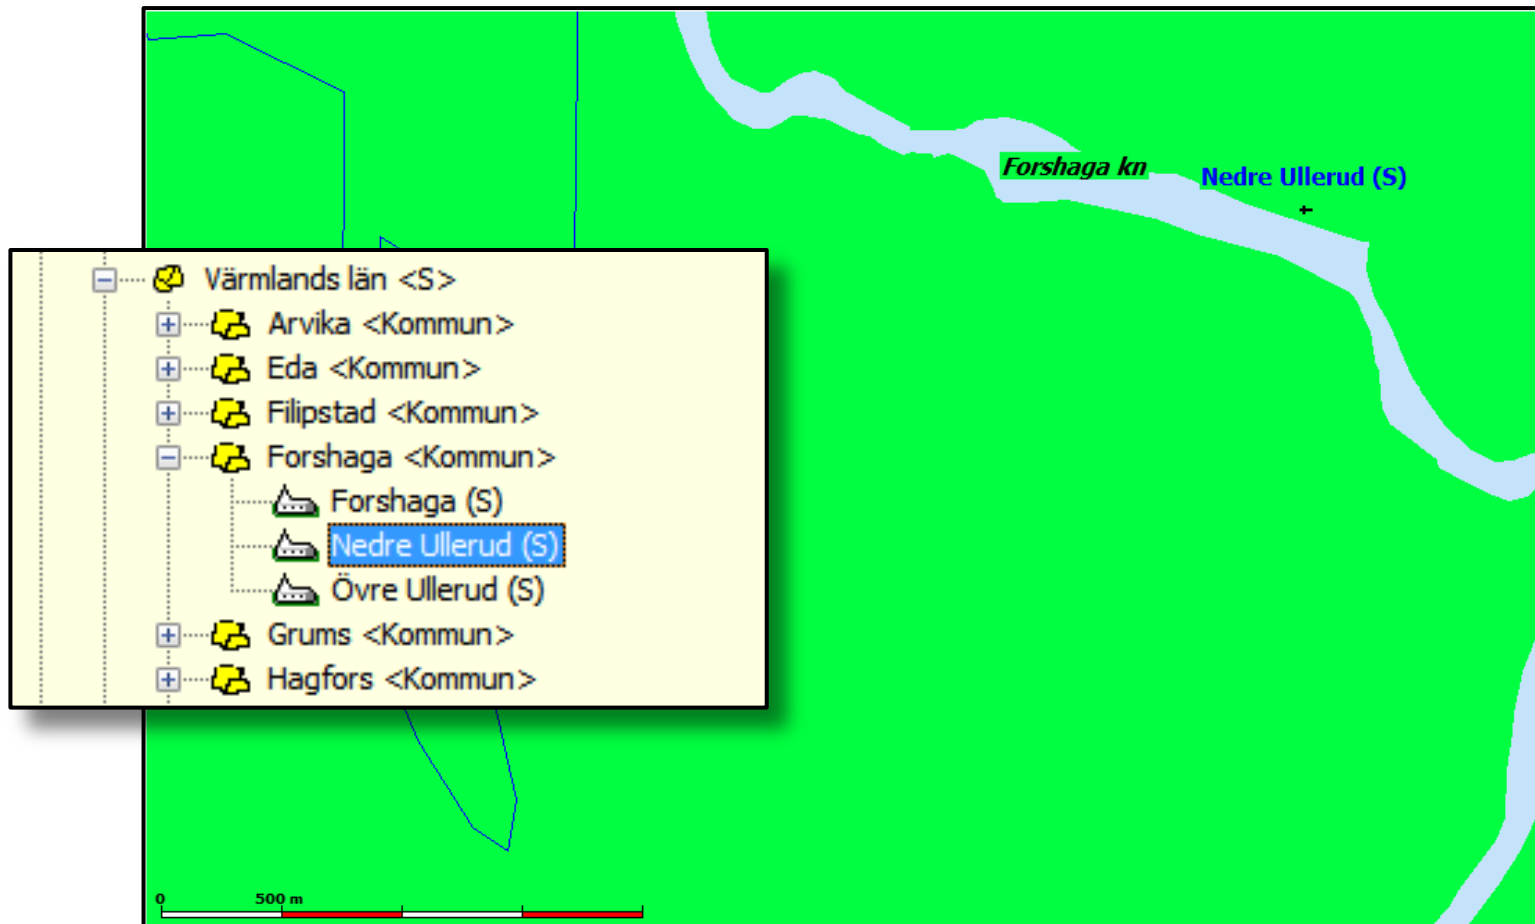 Forshaga kn
Nedre Ullerud (S)
Värmlands län <S>
Arvika <Kommun>
Eda <Kommun>
Filipstad <Kommun>
Forshaga <Kommun>
Forshaga (S)
Nedre Ullerud (S)
Övre Ullerud (S)
Grums <Kommun>
Hagfors <Kommun>
0 500 m